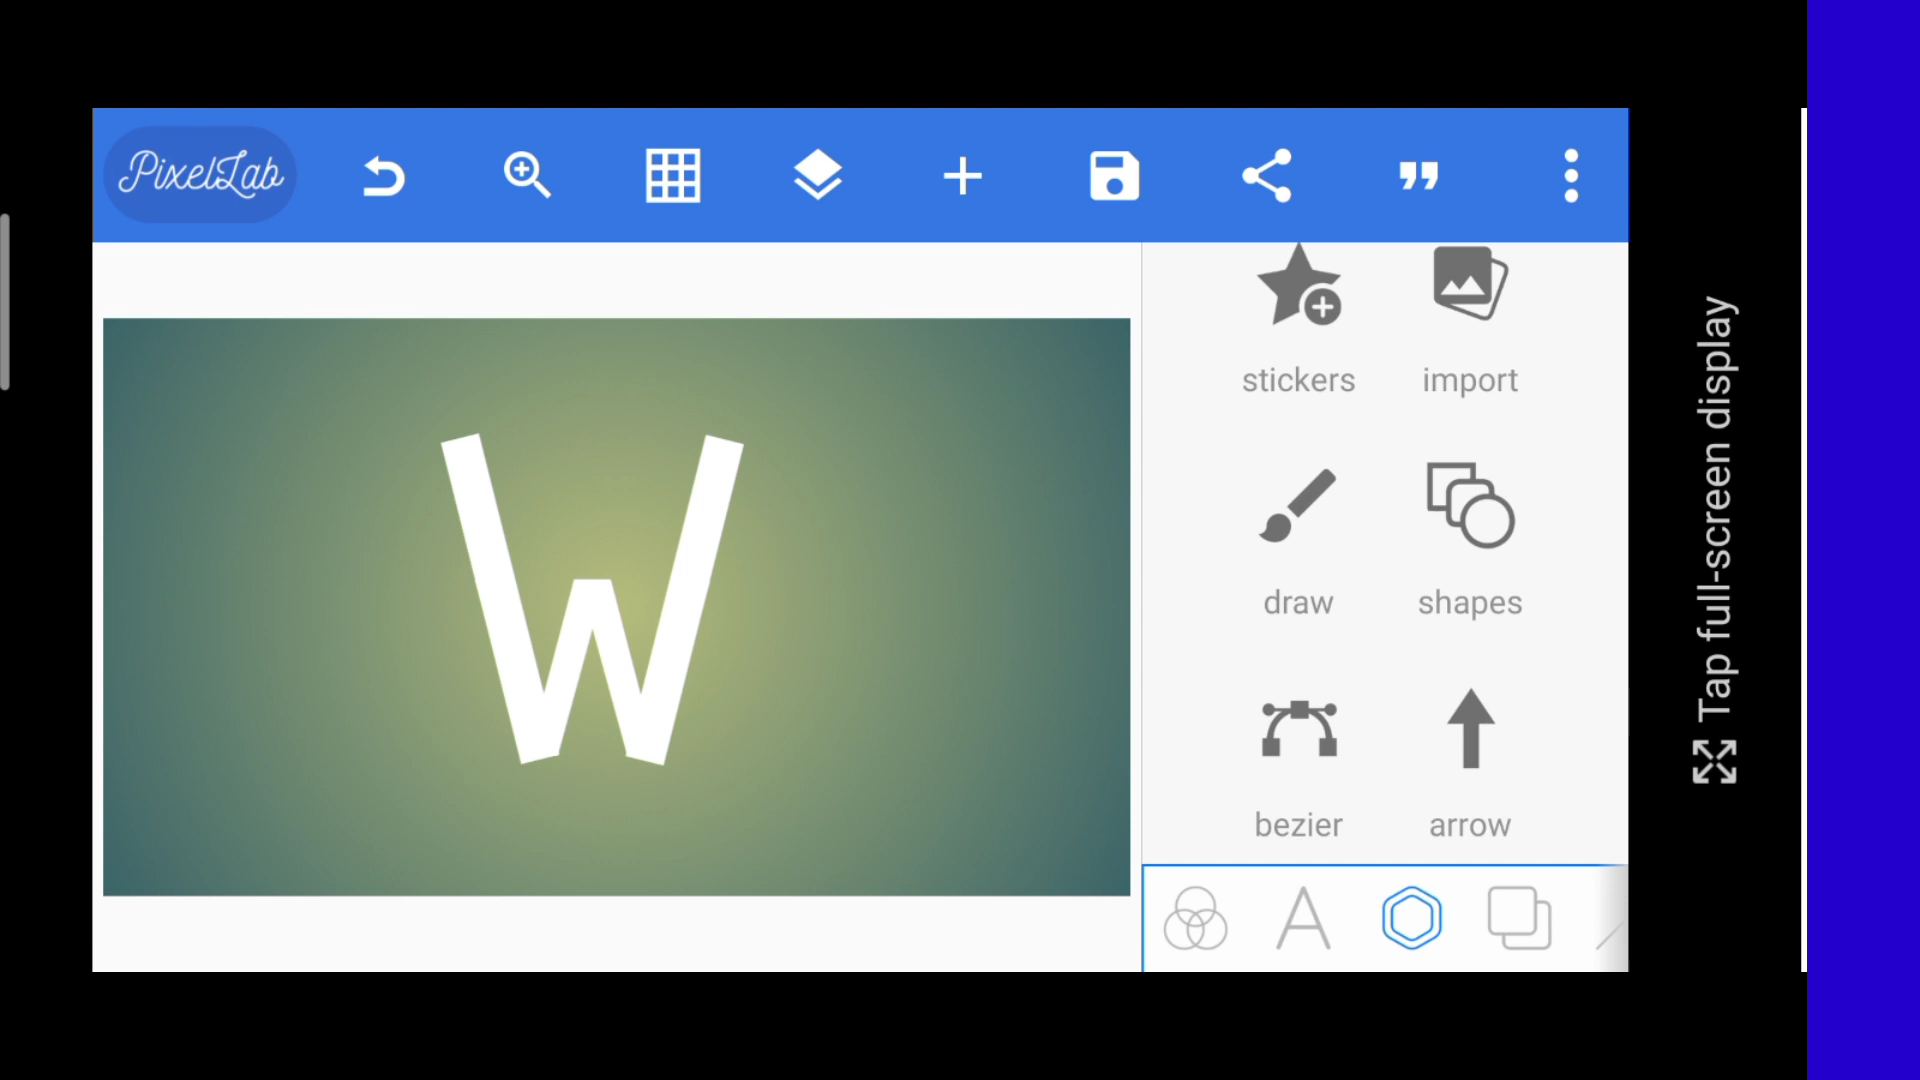 PixelLab
stickers
import
draw
shapes
bezier
arrow
W
Tap full-screen display